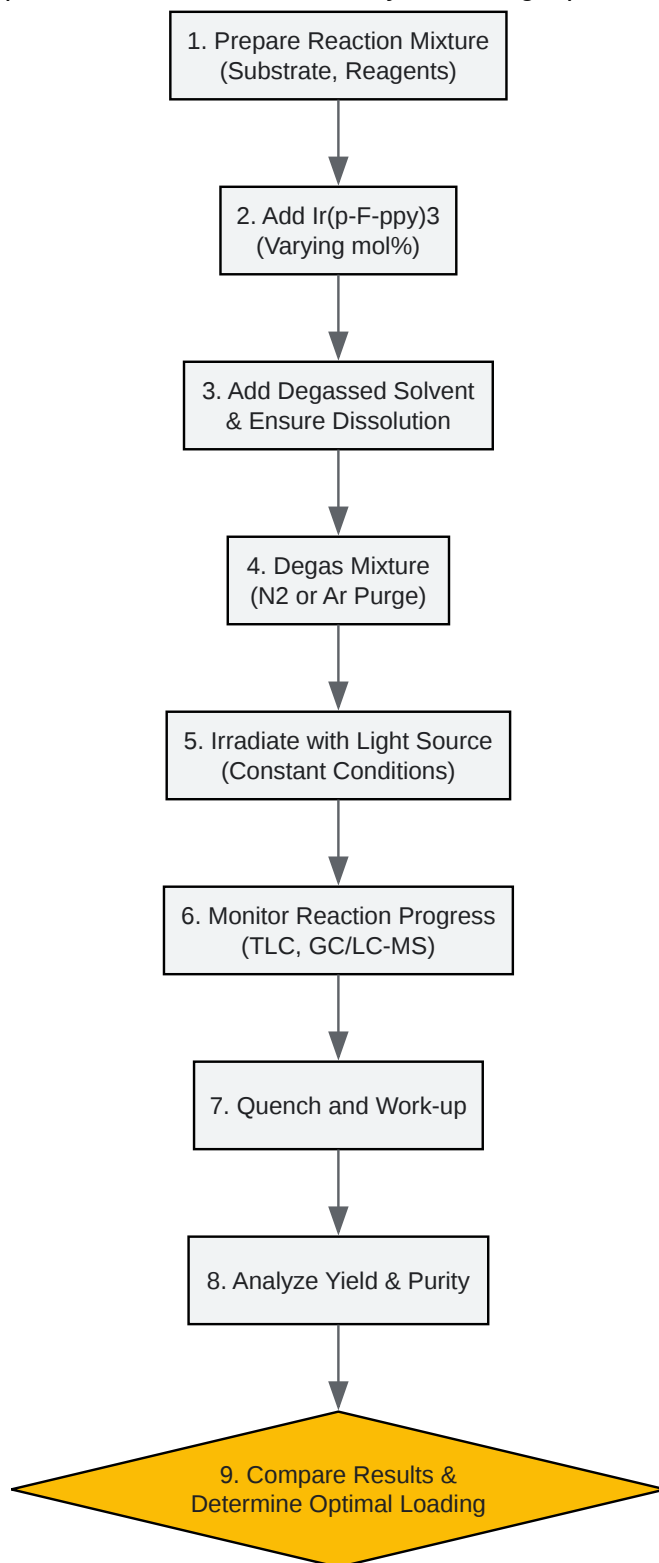 1. Prepare Reaction Mixture
(Substrate, Reagents)
2. Add Ir(p-F-ppy)3
(Varying mol%)
3. Add Degassed Solvent
& Ensure Dissolution
4. Degas Mixture
(N2 or Ar Purge)
5. Irradiate with Light Source
(Constant Conditions)
6. Monitor Reaction Progress
(TLC, GC/LC-MS)
7. Quench and Work-up
8. Analyze Yield & Purity
9. Compare Results &
Determine Optimal Loading